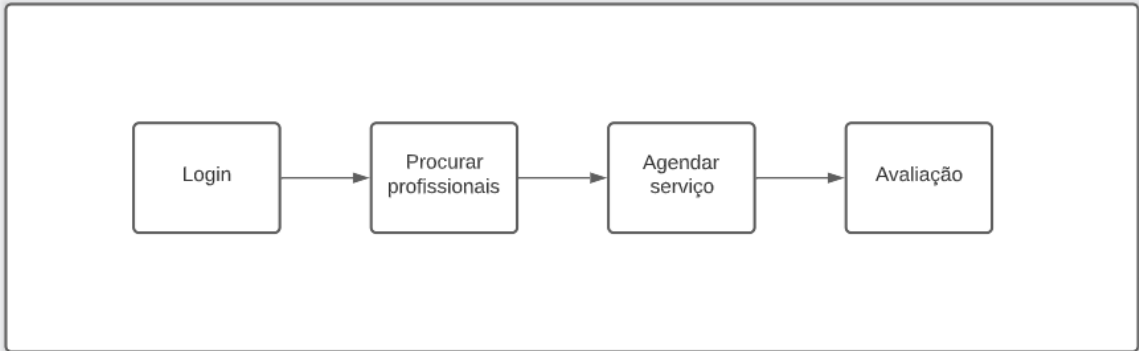 Login
Procurar
profissionais
Agendar
serviço
Avaliação